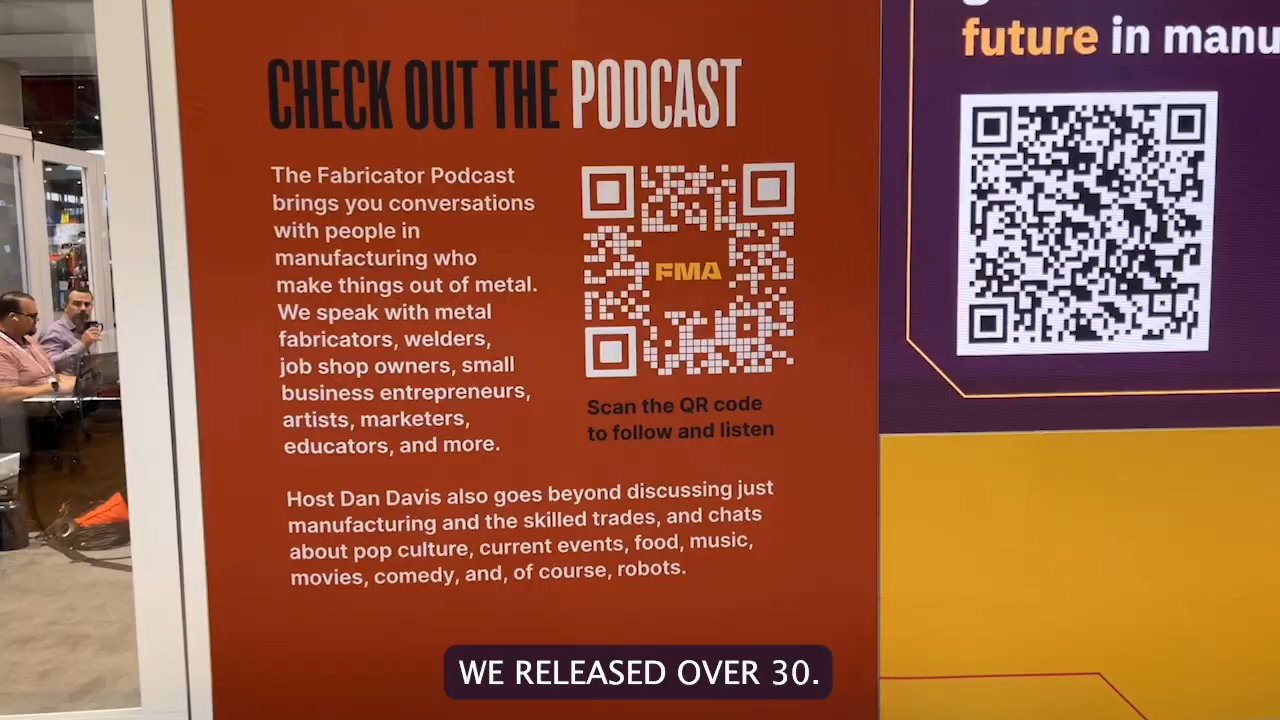 CHECK OUT THE PODCAST
The Fabricator Podcast
brings you conversations
with people in
manufacturing who
make things out of metal.
We speak with metal
fabricators, welders,
job shop owners, small
business entrepreneurs,
artists, marketers,
educators, and more.
FMA
Scan the QR code
to follow and listen
Host Dan Davis also goes beyond discussing just
manufacturing and the skilled trades, and chats
about pop culture, current events, food, music,
movies, comedy, and, of course, robots.
future in manu
WE RELEASED OVER 30.